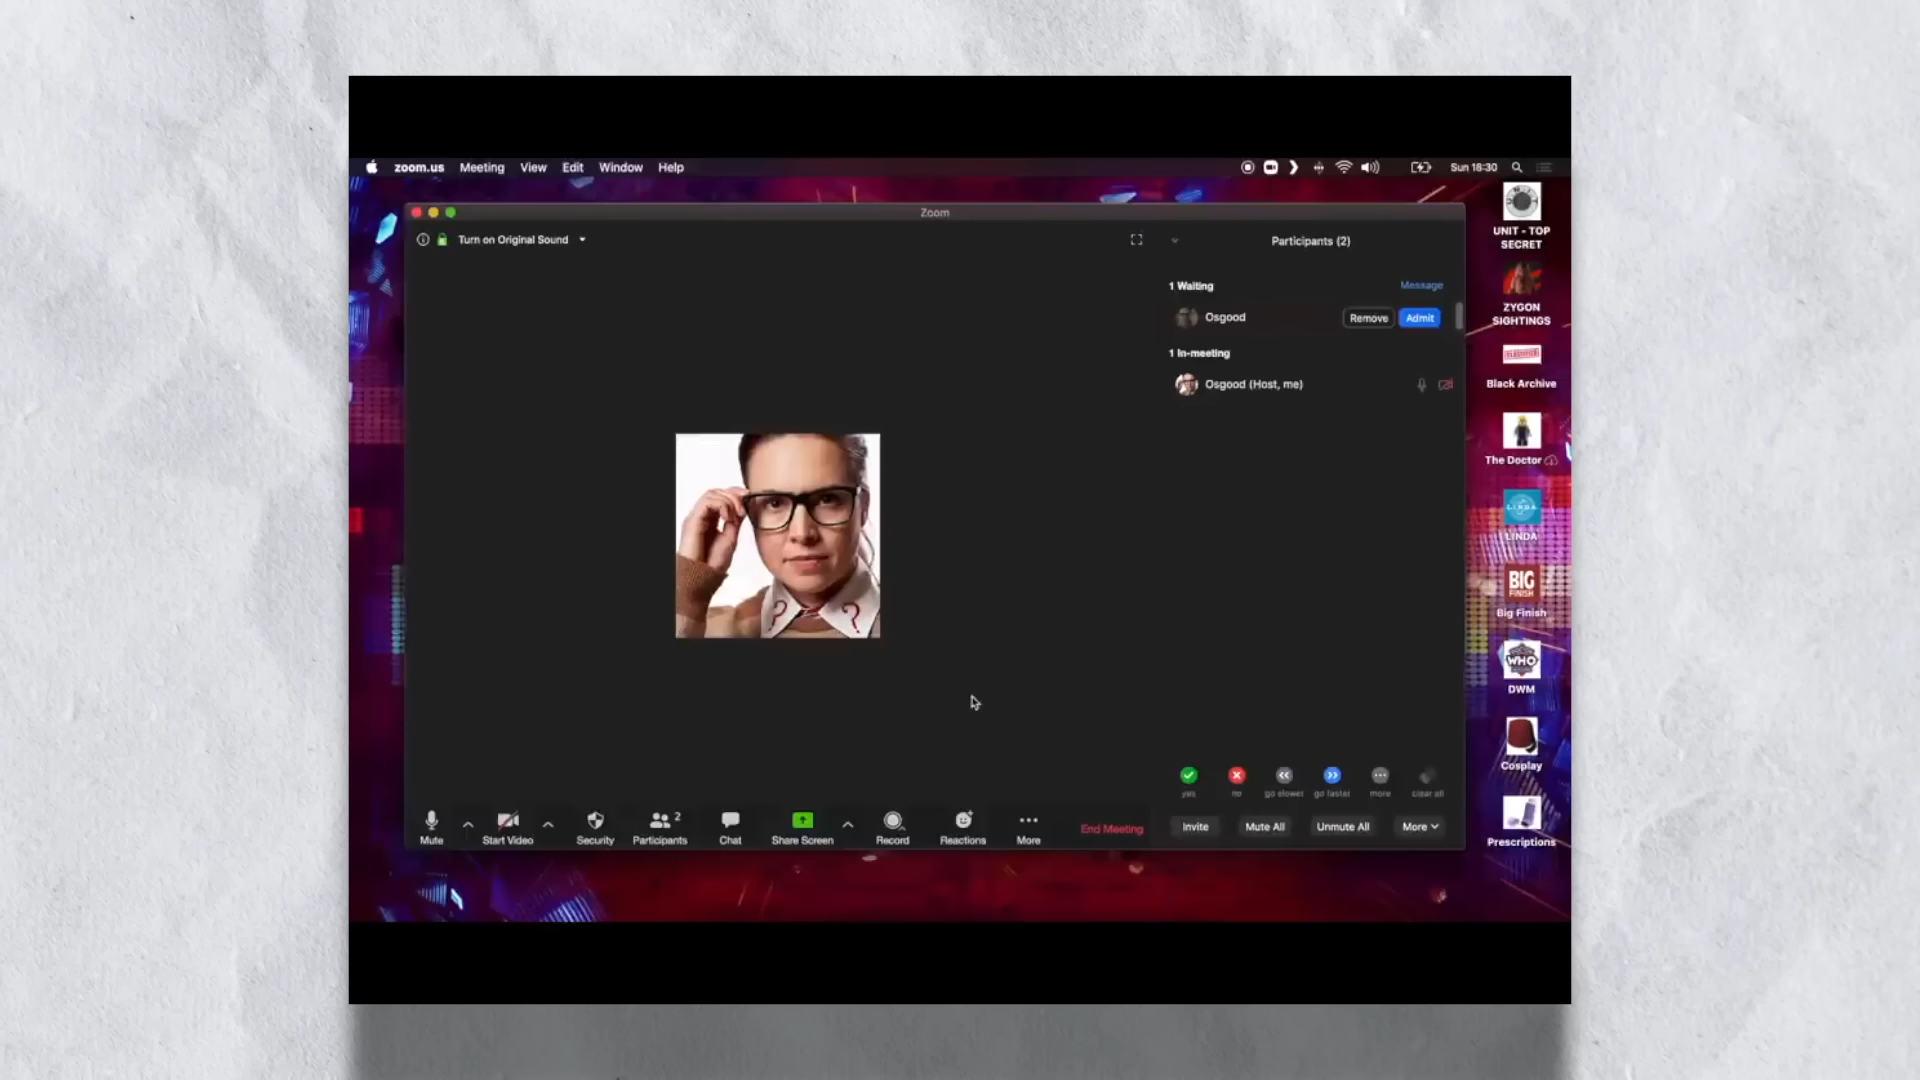 zoom.us Meeting View Edit Window Help
Sun 18:30
Zoom
Turn on Original Sound
Participants (2)
1 Waiting
Message
Osgood
Remove
Admit
1 In-meeting
Osgood (Host, me)
yes
no
go slower
go faster
more
clear all
Mute
Start Video
Security
Participants
2
Chat
Share Screen
Record
Reactions
More
End Meeting
Invite
Mute All
Unmute All
More
UNIT - TOP
SECRET
ZYGON
SIGHTINGS
Black Archive
The Doctor
LINDA
LINDA
BIG
FINISH
Big Finish
WHO
DWM
Cosplay
Prescriptions
? ?